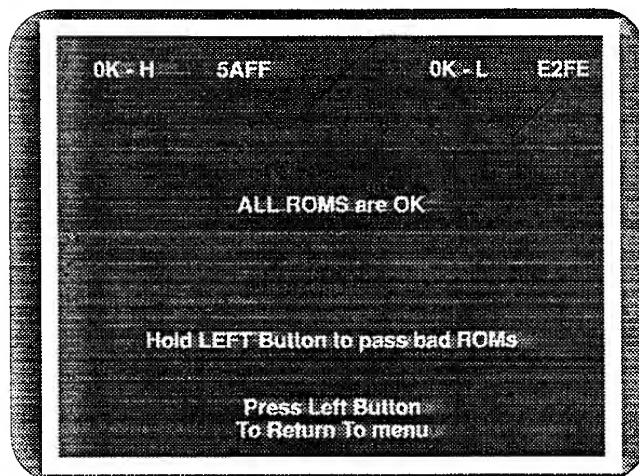 0K - H 5AFF 0K - L E2FE
ALL ROMS are OK
Hold LEFT Button to pass bad ROMs
Press Left Button
To Return To menu